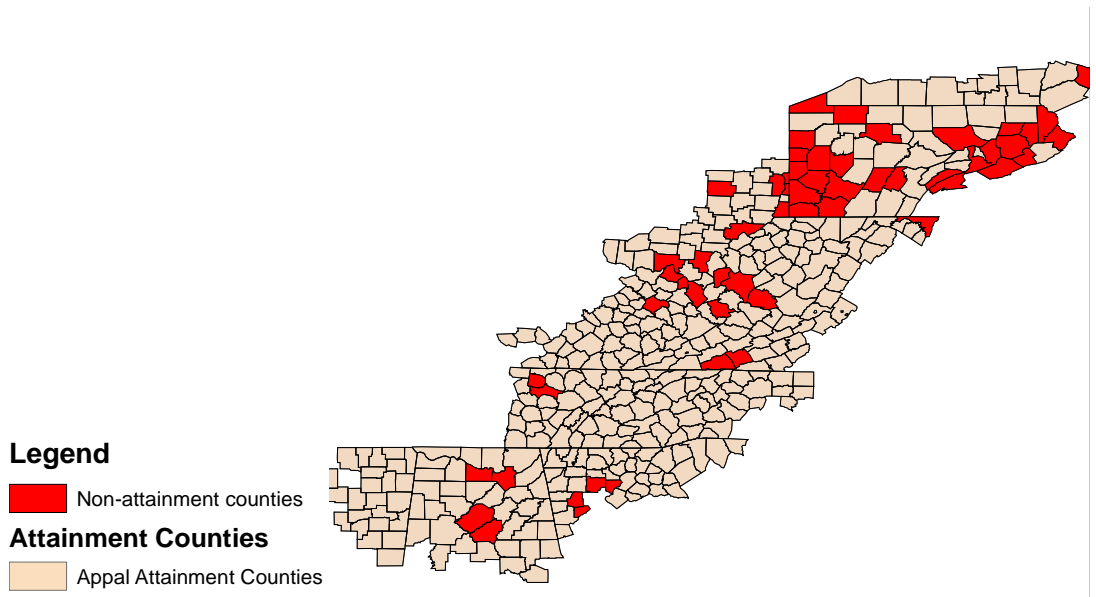 Legend
Non-attainment counties
Attainment Counties
Appal Attainment Counties